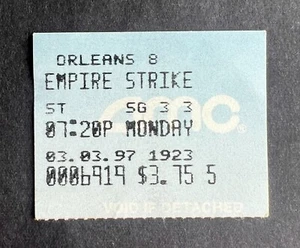 ORLEANS 8
EMPIRE STRIKE
ST SG 3 3
07:20P MONDAY
amc
03.03.97 1923
0006919 $3.75 5
VOID IF DETACHED